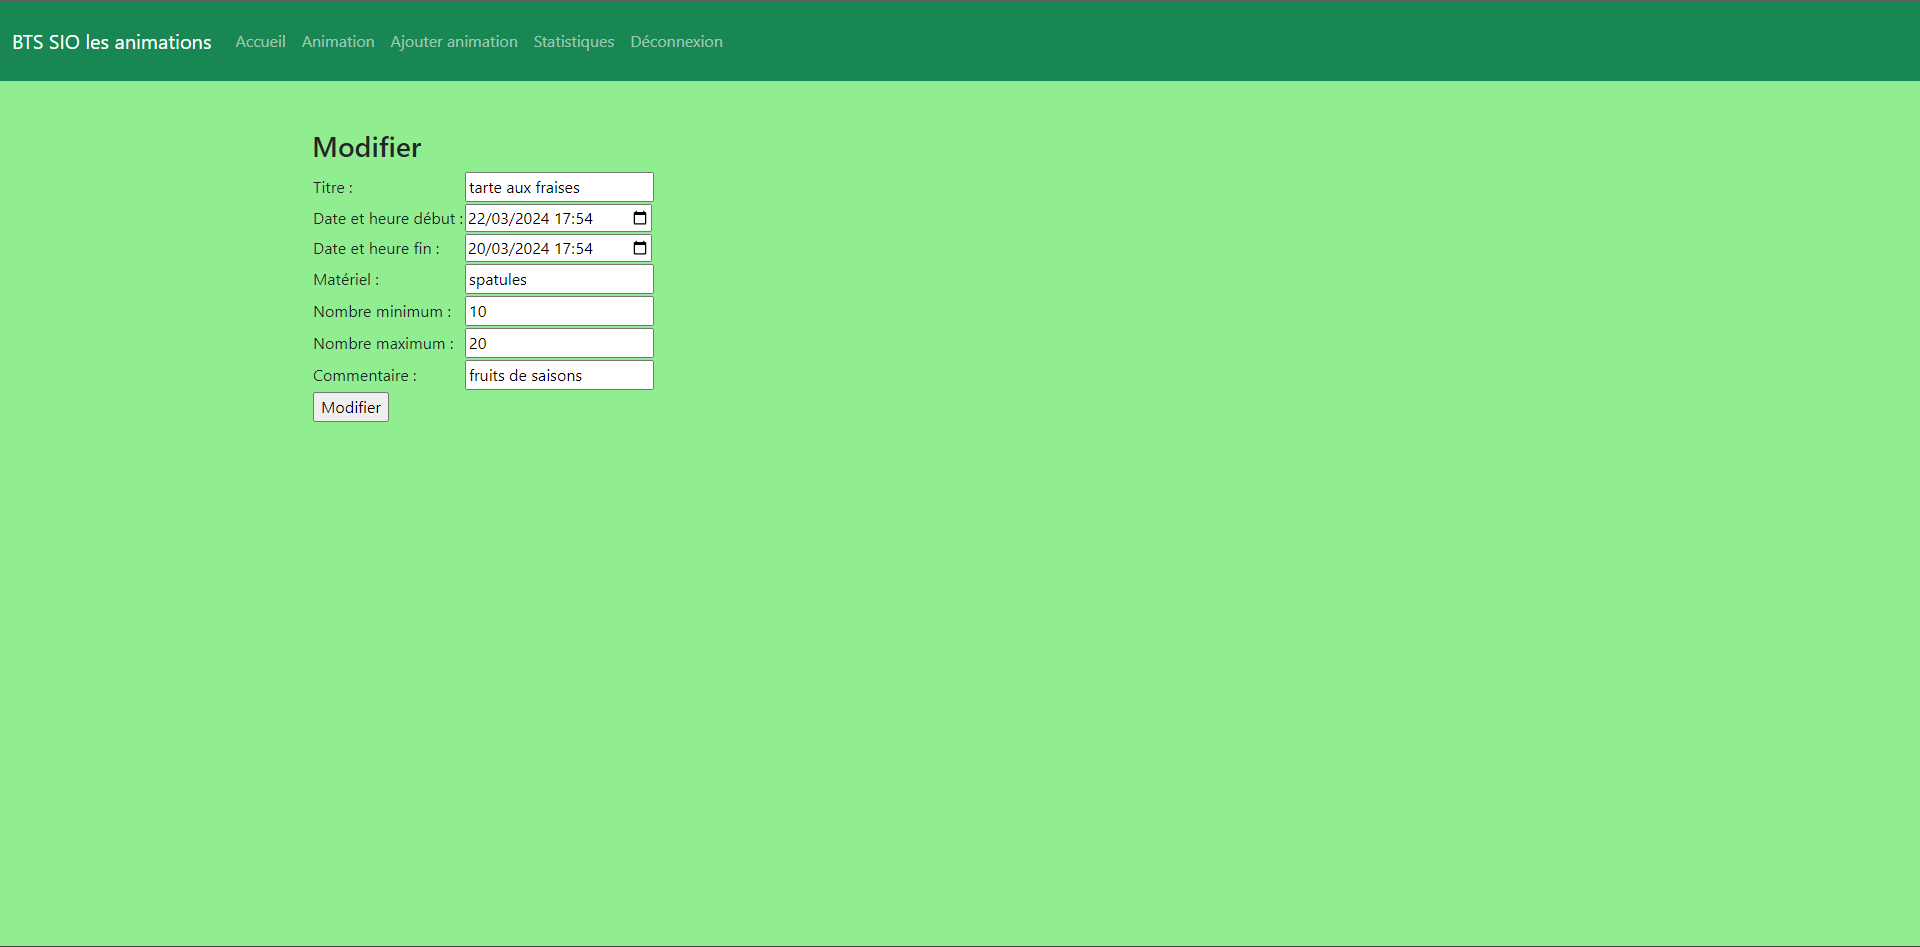 BTS SIO les animations Accueil Animation Ajouter animation Statistiques Déconnexion
Modifier
Titre : tarte aux fraises
Date et heure début : 22/03/2024 17:54
Date et heure fin : 20/03/2024 17:54
Matériel : spatules
Nombre minimum : 10
Nombre maximum : 20
Commentaire : fruits de saisons
Modifier